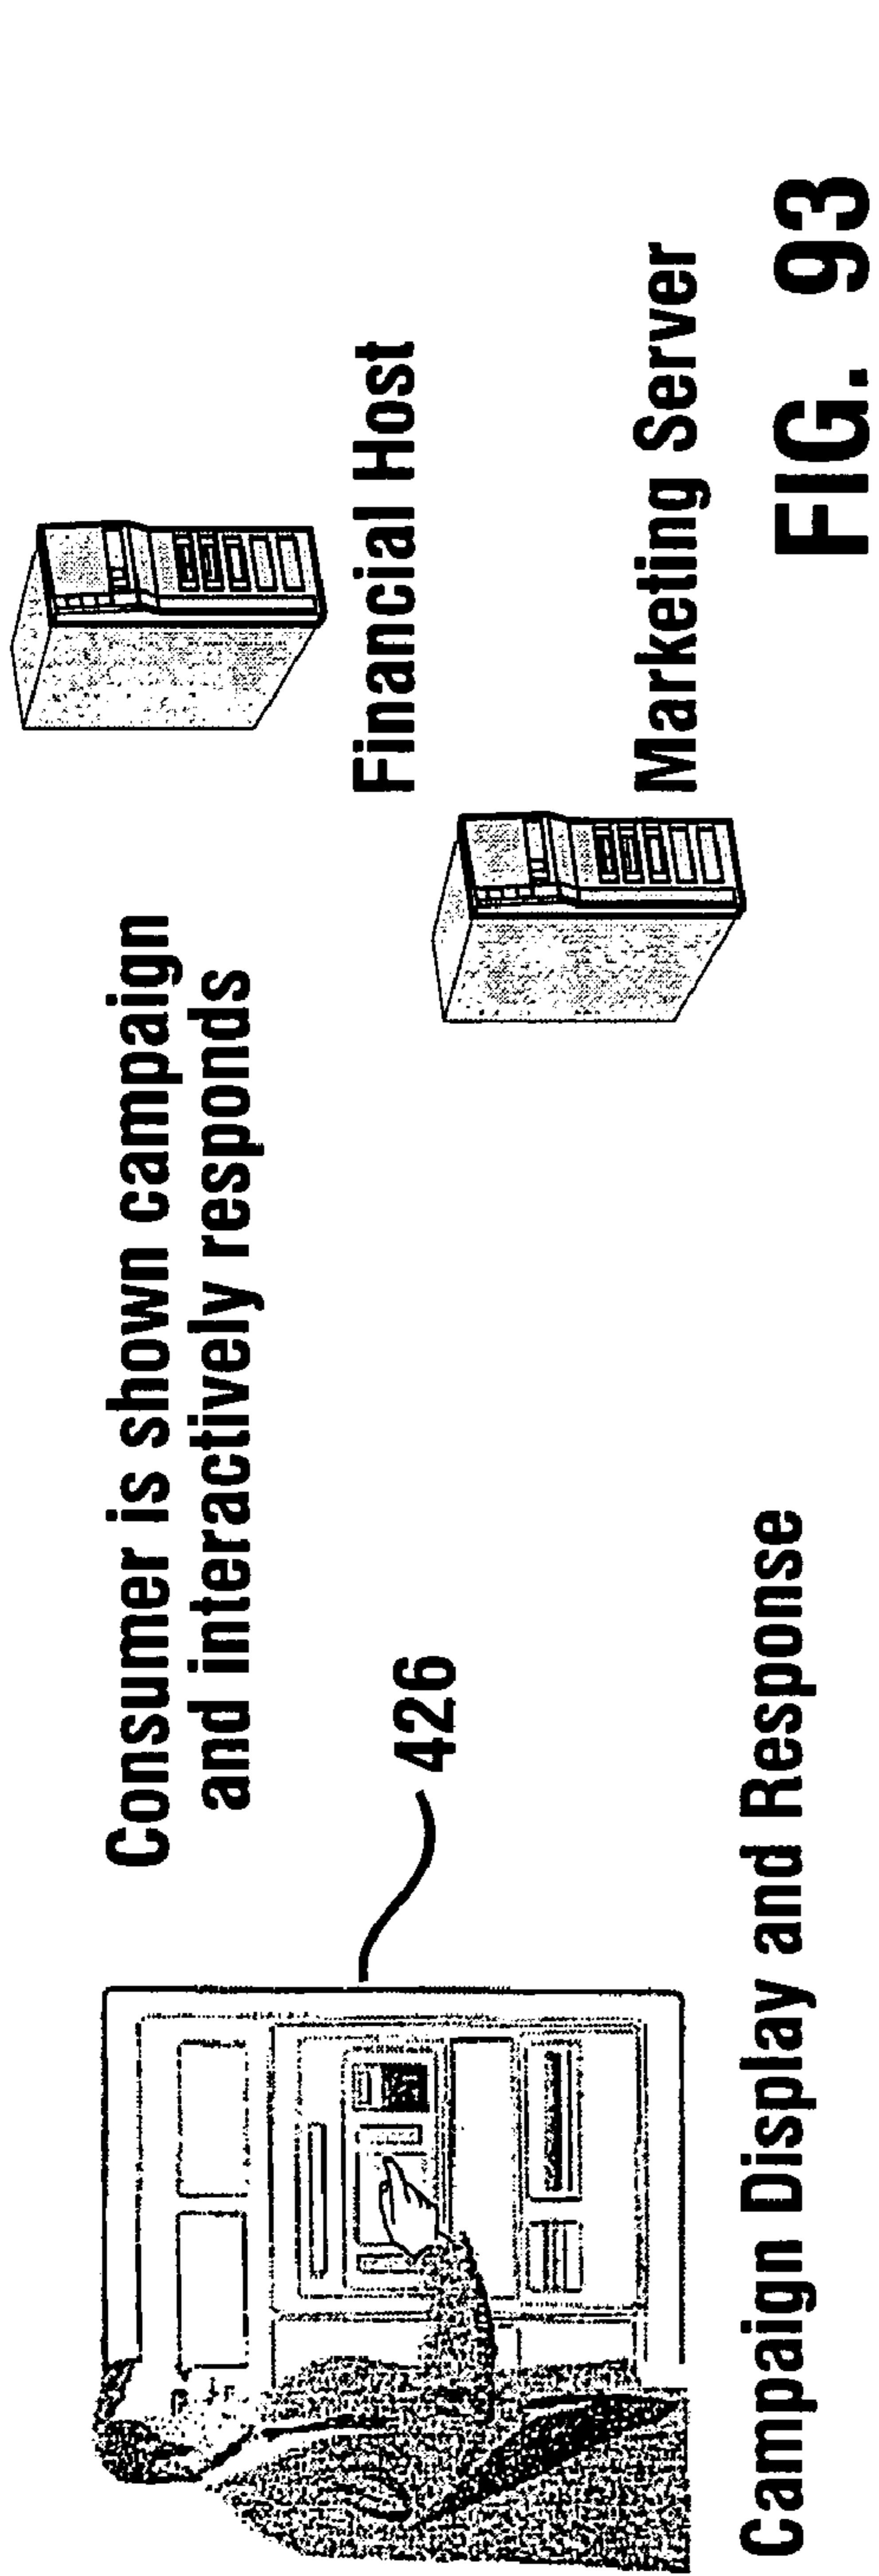 Consumer is shown campaign
and interactively responds
Financial Host
426
Marketing Server
Campaign Display and Response
FIG. 93